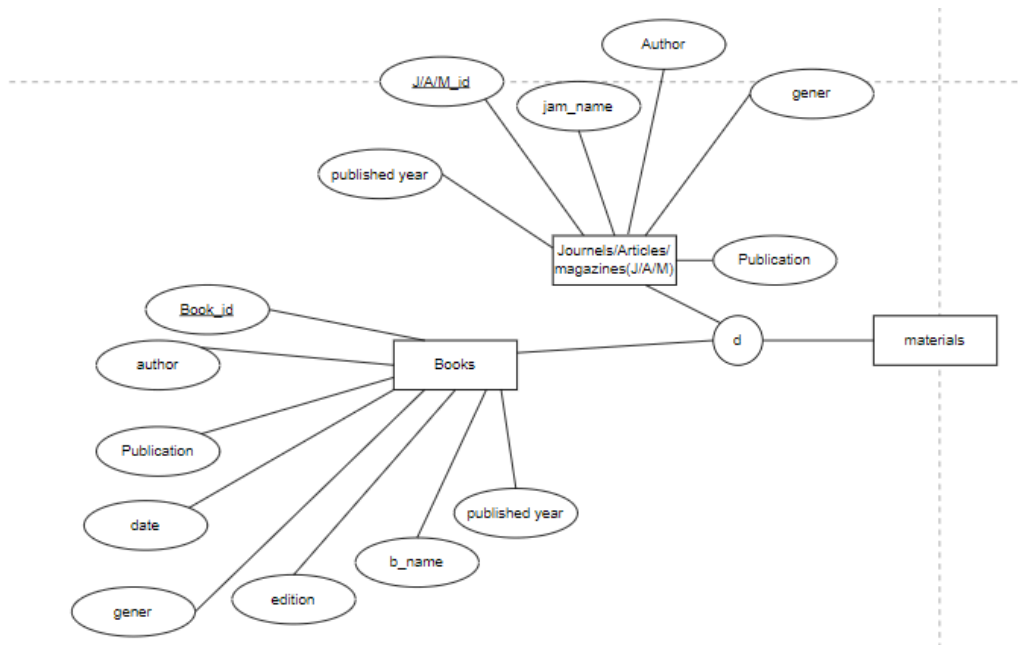 Author
J/A/M_id
jam_name
gener
published year
Journels/Articles/
magazines(J/A/M)
Publication
Book_id
author
Books
d
materials
Publication
date
published year
b_name
edition
gener